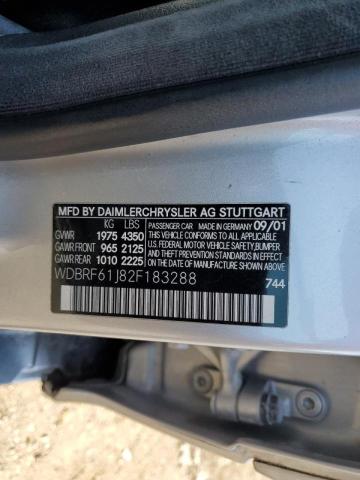 MFD BY DAIMLERCHRYSLER AG STUTTGART
KG LBS PASSENGER CAR MADE IN GERMANY 09/01
GVWR 1975 4350 THIS VEHICLE CONFORMS TO ALL
GAWR FRONT 965 2125 U.S. FEDERAL MOTOR VEHICLE SAFETY, BUMPER
GAWR REAR 1010 2225 AND THEFT PREVENTION STANDARDS
WDBRF61J82F183288 IN EFFECT ON THE DATE OF
MANUFACTURE SHOWN ABOVE.
744